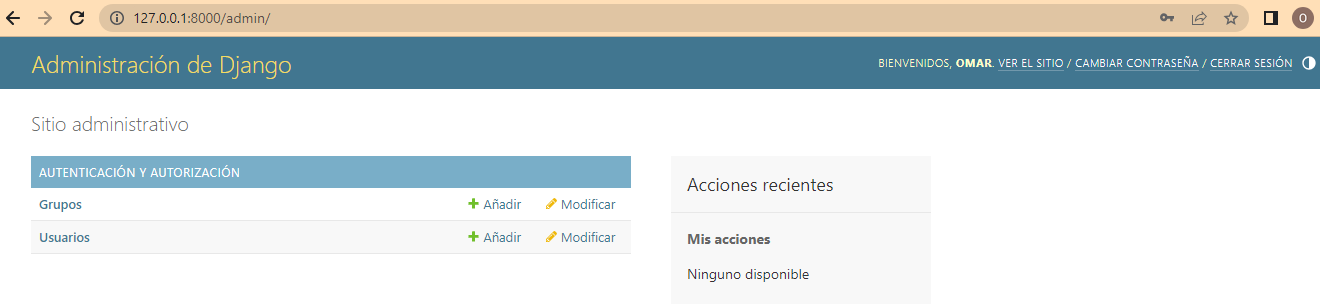 127.0.0.1:8000/admin/
O
Administración de Django
BIENVENIDOS, OMAR. VER EL SITIO / CAMBIAR CONTRASEÑA / CERRAR SESIÓN
Sitio administrativo
AUTENTICACIÓN Y AUTORIZACIÓN
Grupos Añadir Modificar
Usuarios Añadir Modificar
Acciones recientes
Mis acciones
Ninguno disponible